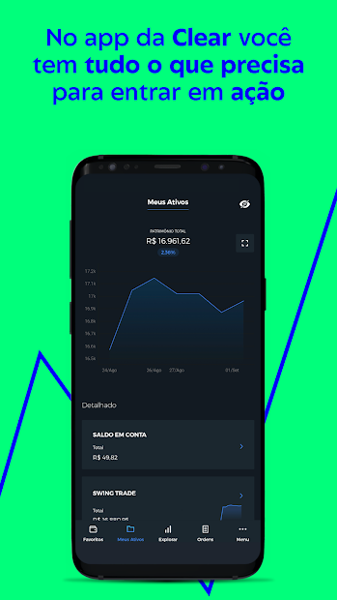 No app da Clear você
tem tudo o que precisa
para entrar em ação
Meus Ativos
PATRIMÔNIO TOTAL
R$ 16.961,62
2,56%
17,2k
17,1k
17k
16,9k
16,8k
16,6k
16,5k
24/Ago
26/Ago
27/Ago
01/Set
Detalhado
SALDO EM CONTA
Total
R$ 49,82
SWING TRADE
Total
Favoritos
Meus Ativos
Explorar
Ordens
Menu